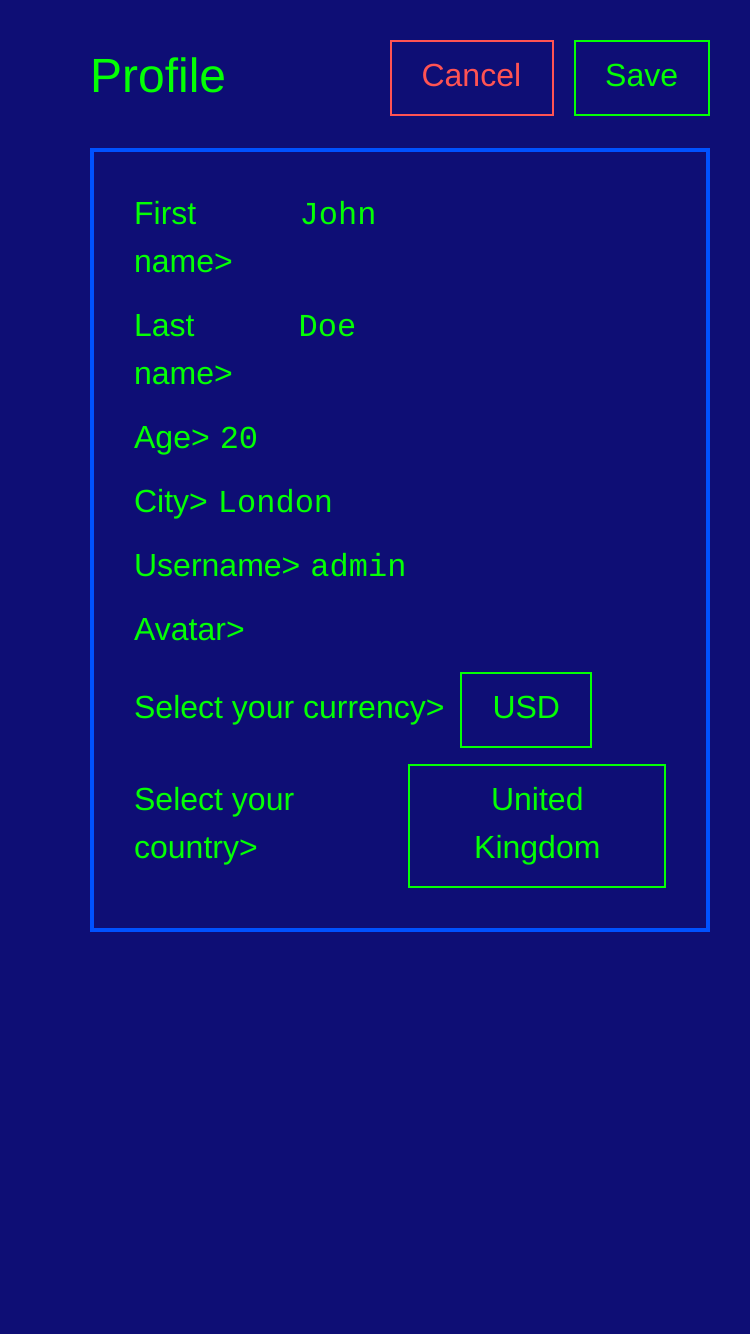 Profile Cancel Save
First John
name>
Last Doe
name>
Age> 20
City> London
Username> admin
Avatar>
Select your currency> USD
Select your United
country> Kingdom